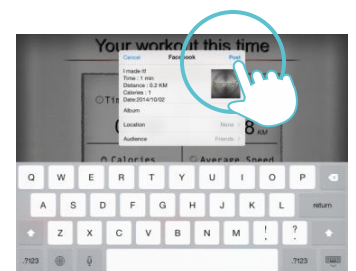 Your workout this time
Cancel Facebook Post
I made it!
Time : 1 min
Distance : 0.2 KM
Calories : 1
Date:2014/10/02
Album
Location None
Audience Friends
8 KM
Calories Average Speed
Q W E R T Y U I O P
A S D F G H J K L return
Z X C V B N M ! ?
, .
.?123 .?123